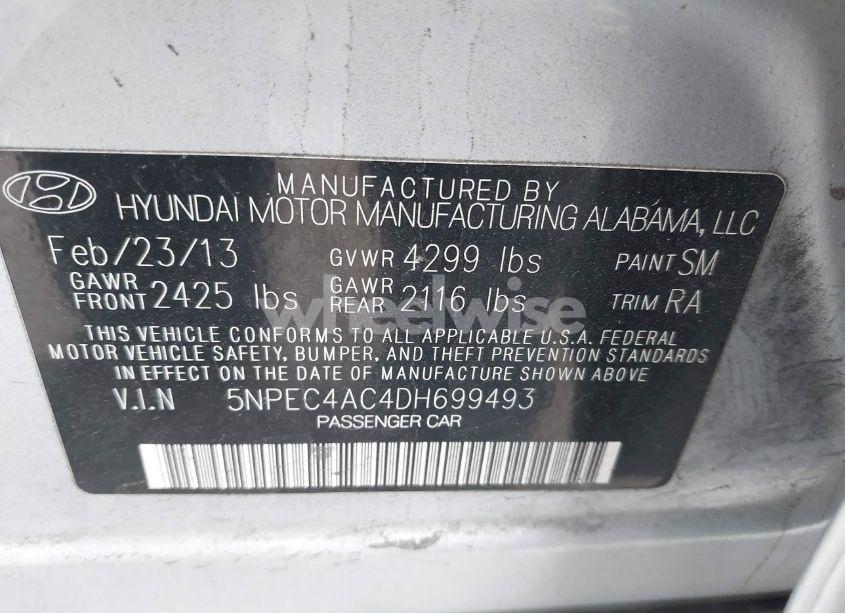 MANUFACTURED BY
HYUNDAI MOTOR MANUFACTURING ALABAMA, LLC
Feb/23/13 GVWR 4299 lbs PAINT SM
GAWR FRONT 2425 lbs GAWR REAR 2116 lbs TRIM RA
wheelwise
THIS VEHICLE CONFORMS TO ALL APPLICABLE U.S.A. FEDERAL
MOTOR VEHICLE SAFETY, BUMPER, AND THEFT PREVENTION STANDARDS
IN EFFECT ON THE DATE OF MANUFACTURE SHOWN ABOVE.
V.I.N 5NPEC4AC4DH699493
PASSENGER CAR